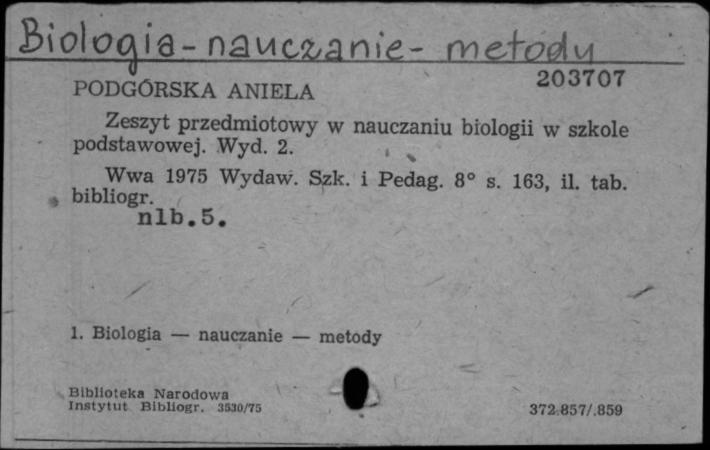 Biologia - nauczanie - metody
203707
PODGÓRSKA ANIELA
Zeszyt przedmiotowy w nauczaniu biologii w szkole
podstawowej. Wyd. 2.
Wwa 1975 Wydaw. Szk. i Pedag. 8° s. 163, il. tab.
bibliogr.
nlb.5.
1. Biologia — nauczanie — metody
Biblioteka Narodowa
Instytut Bibliogr. 3530/75
372.857/.859